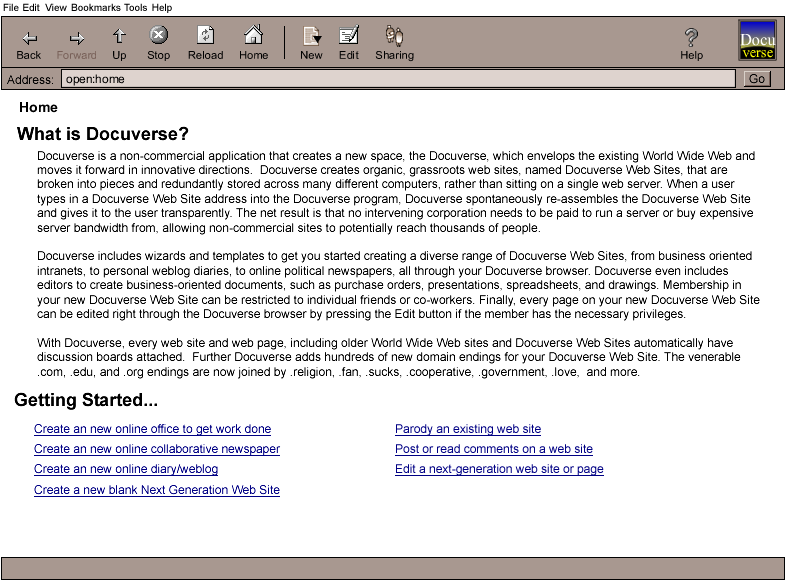 File Edit View Bookmarks Tools Help
Back Forward Up Stop Reload Home New Edit Sharing Help
Docu
verse
Address: open:home Go
Home
What is Docuverse?
Docuverse is a non-commercial application that creates a new space, the Docuverse, which envelops the existing World Wide Web and
moves it forward in innovative directions.  Docuverse creates organic, grassroots web sites, named Docuverse Web Sites, that are
broken into pieces and redundantly stored across many different computers, rather than sitting on a single web server. When a user
types in a Docuverse Web Site address into the Docuverse program, Docuverse spontaneously re-assembles the Docuverse Web Site
and gives it to the user transparently. The net result is that no intervening corporation needs to be paid to run a server or buy expensive
server bandwidth from, allowing non-commercial sites to potentially reach thousands of people.
Docuverse includes wizards and templates to get you started creating a diverse range of Docuverse Web Sites, from business oriented
intranets, to personal weblog diaries, to online political newspapers, all through your Docuverse browser. Docuverse even includes
editors to create business-oriented documents, such as purchase orders, presentations, spreadsheets, and drawings. Membership in
your new Docuverse Web Site can be restricted to individual friends or co-workers. Finally, every page on your new Docuverse Web Site
can be edited right through the Docuverse browser by pressing the Edit button if the member has the necessary privileges.
With Docuverse, every web site and web page, including older World Wide Web sites and Docuverse Web Sites automatically have
discussion boards attached.  Further Docuverse adds hundreds of new domain endings for your Docuverse Web Site. The venerable
.com, .edu, and .org endings are now joined by .religion, .fan, .sucks, .cooperative, .government, .love,  and more.
Getting Started...
Create an new online office to get work done
Create an new online collaborative newspaper
Create an new online diary/weblog
Create a new blank Next Generation Web Site
Parody an existing web site
Post or read comments on a web site
Edit a next-generation web site or page